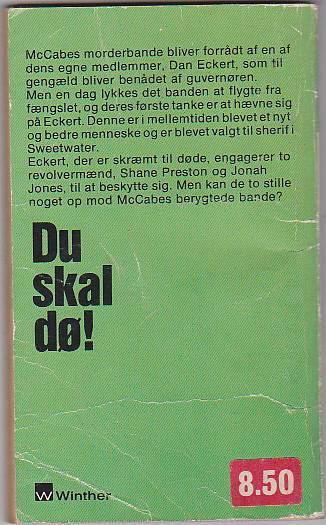 McCabes morderbande bliver forrådt af en af
dens egne medlemmer, Dan Eckert, som til
gengæld bliver benådet af guvernøren.
Men en dag lykkes det banden at flygte fra
fængslet, og deres første tanke er at hævne sig
på Eckert. Denne er i mellemtiden blevet et nyt
og bedre menneske og er blevet valgt til sherif i
Sweetwater.
Eckert, der er skræmt til døde, engagerer to
revolvermænd, Shane Preston og Jonah
Jones, til at beskytte sig. Men kan de to stille
noget op mod McCabes berygtede bande?
Du
skal
dø!
Winther
8.50